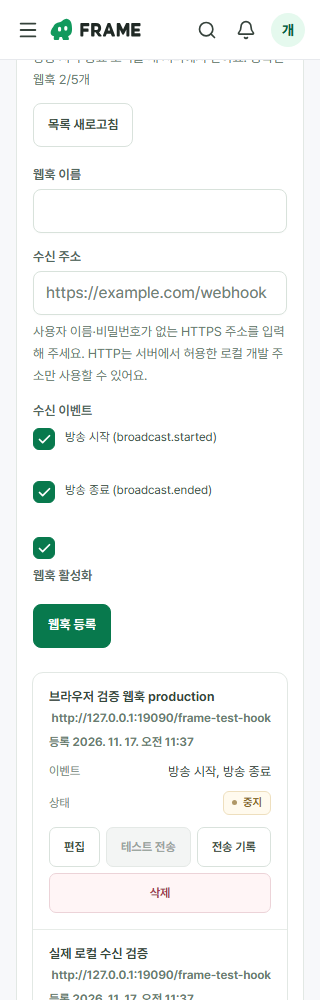 FRAME
개
웹훅 2/5개
목록 새로고침
웹훅 이름
수신 주소
https://example.com/webhook
사용자 이름·비밀번호가 없는 HTTPS 주소를 입력
해 주세요. HTTP는 서버에서 허용한 로컬 개발 주
소만 사용할 수 있어요.
수신 이벤트
방송 시작 (broadcast.started)
방송 종료 (broadcast.ended)
웹훅 활성화
웹훅 등록
브라우저 검증 웹훅 production
http://127.0.0.1:19090/frame-test-hook
등록 2026. 11. 17. 오전 11:37
이벤트
방송 시작, 방송 종료
상태
중지
편집
테스트 전송
전송 기록
삭제
실제 로컬 수신 검증
http://127.0.0.1:19090/frame-test-hook
등록 2026. 11. 17. 오전 11:37